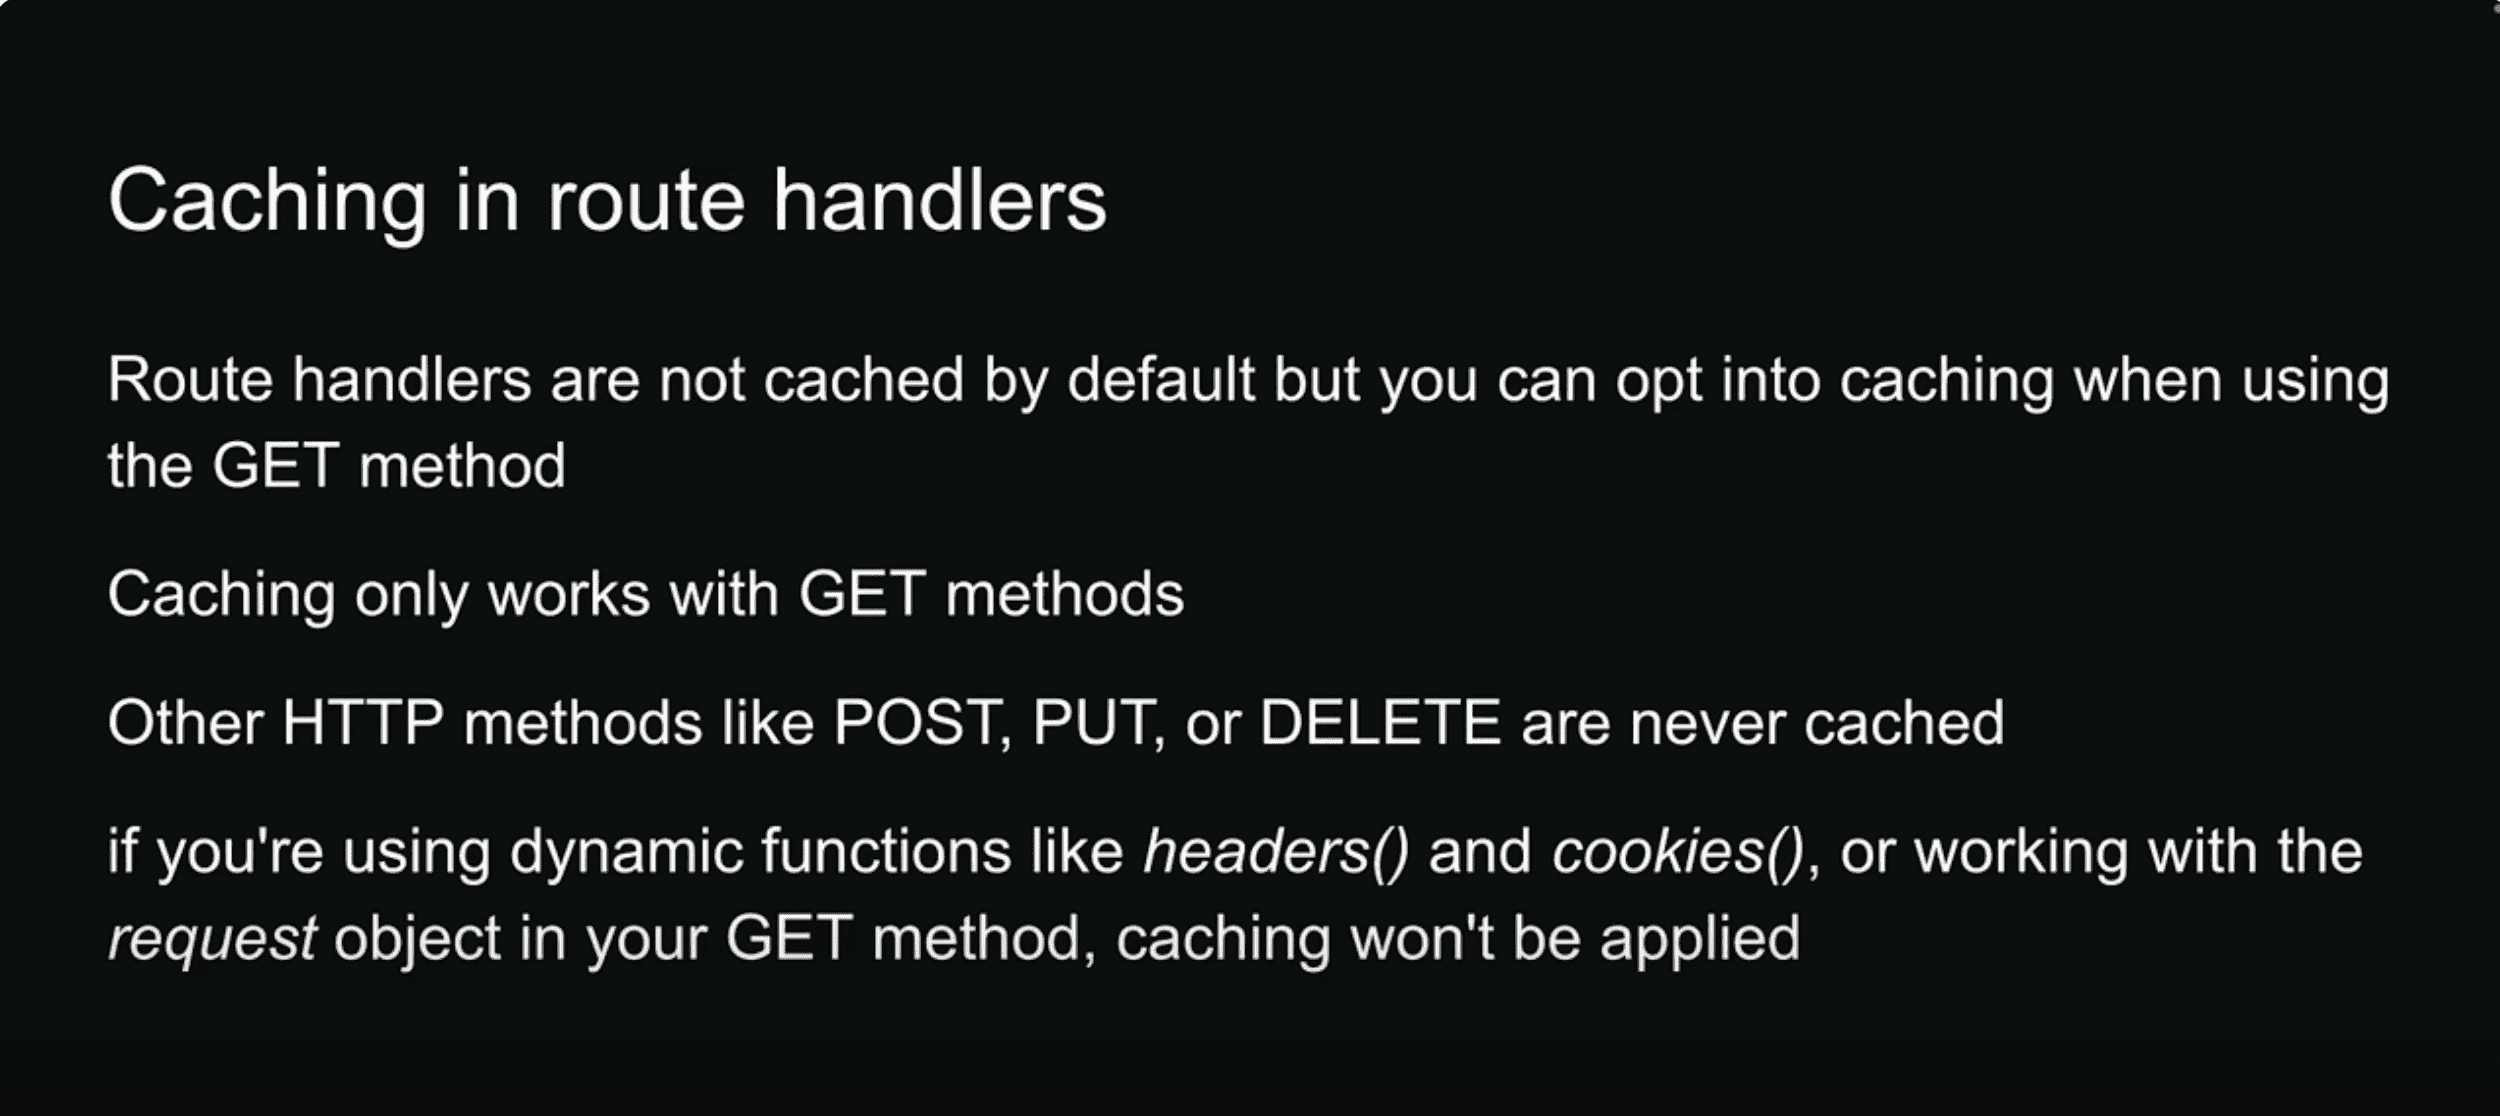 Caching in route handlers
Route handlers are not cached by default but you can opt into caching when using
the GET method
Caching only works with GET methods
Other HTTP methods like POST, PUT, or DELETE are never cached
if you're using dynamic functions like headers() and cookies(), or working with the
request object in your GET method, caching won't be applied